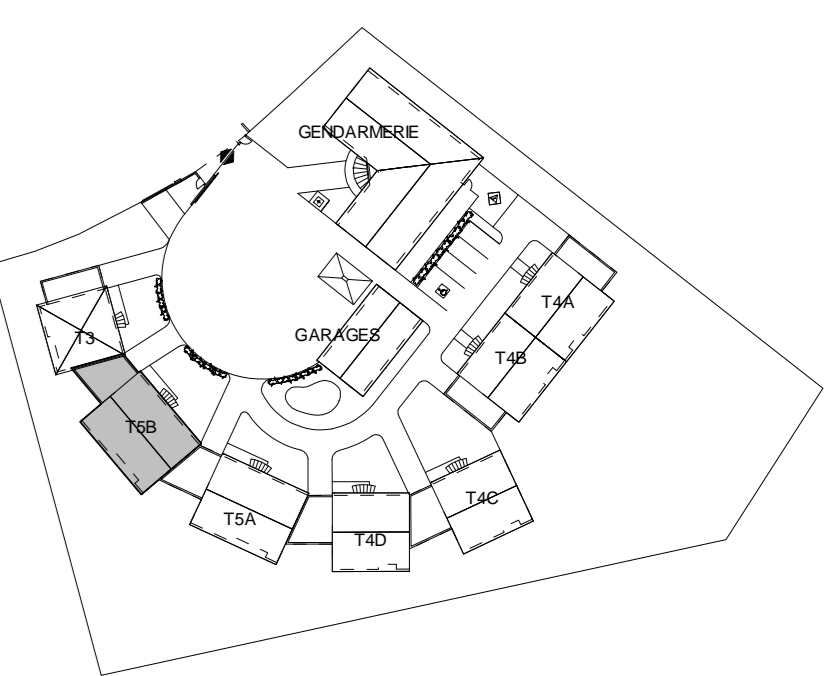 GENDARMERIE
T4A
GARAGES
T3
T4B
T5B
T4C
T5A
T4D